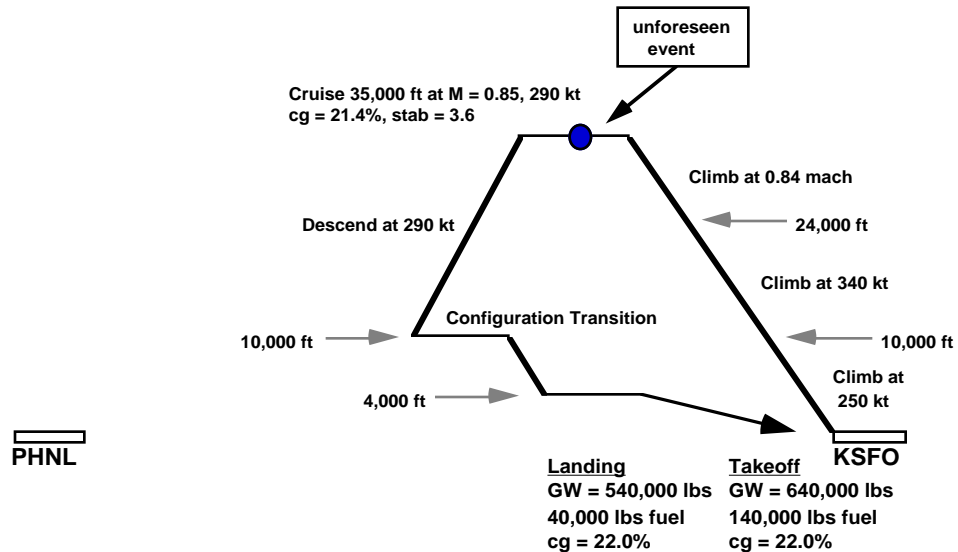 unforeseen
event
Cruise 35,000 ft at M = 0.85, 290 kt
cg = 21.4%, stab = 3.6
Climb at 0.84 mach
Descend at 290 kt
24,000 ft
Climb at 340 kt
Configuration Transition
10,000 ft
10,000 ft
Climb at
250 kt
4,000 ft
PHNL
KSFO
Landing
GW = 540,000 lbs
40,000 lbs fuel
cg = 22.0%
Takeoff
GW = 640,000 lbs
140,000 lbs fuel
cg = 22.0%